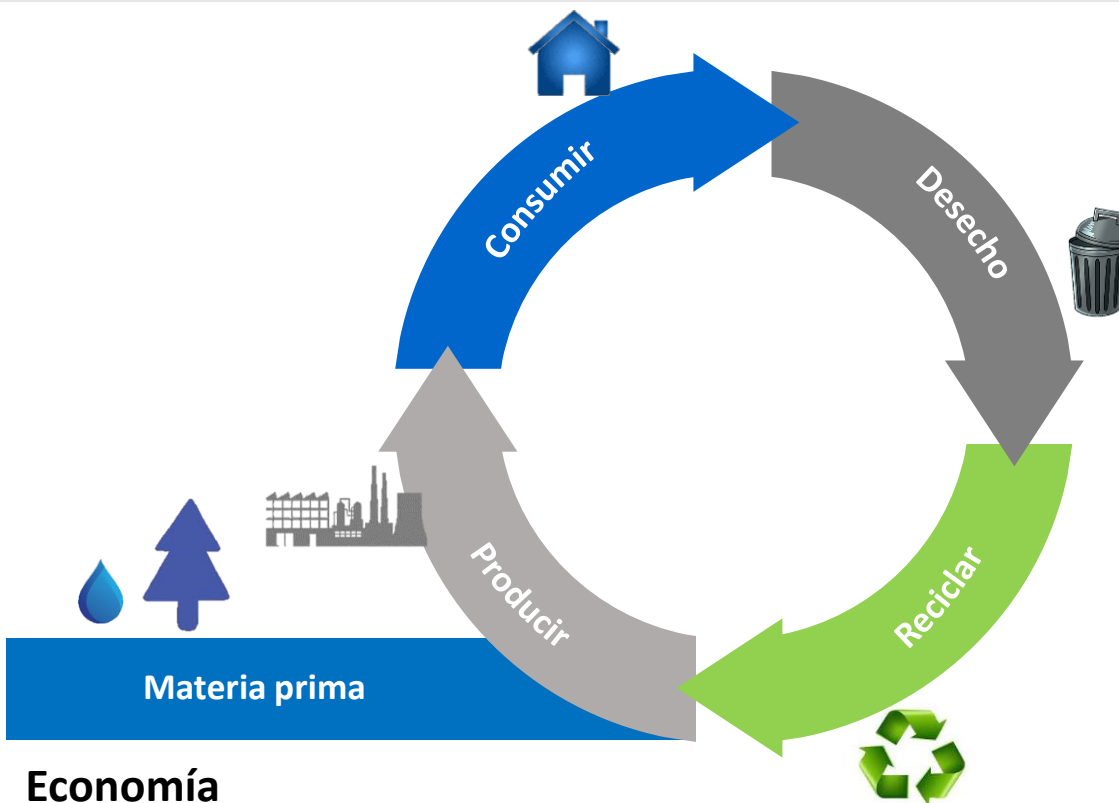 Consumir
Desecho
Producir
Reciclar
Materia prima
Economía